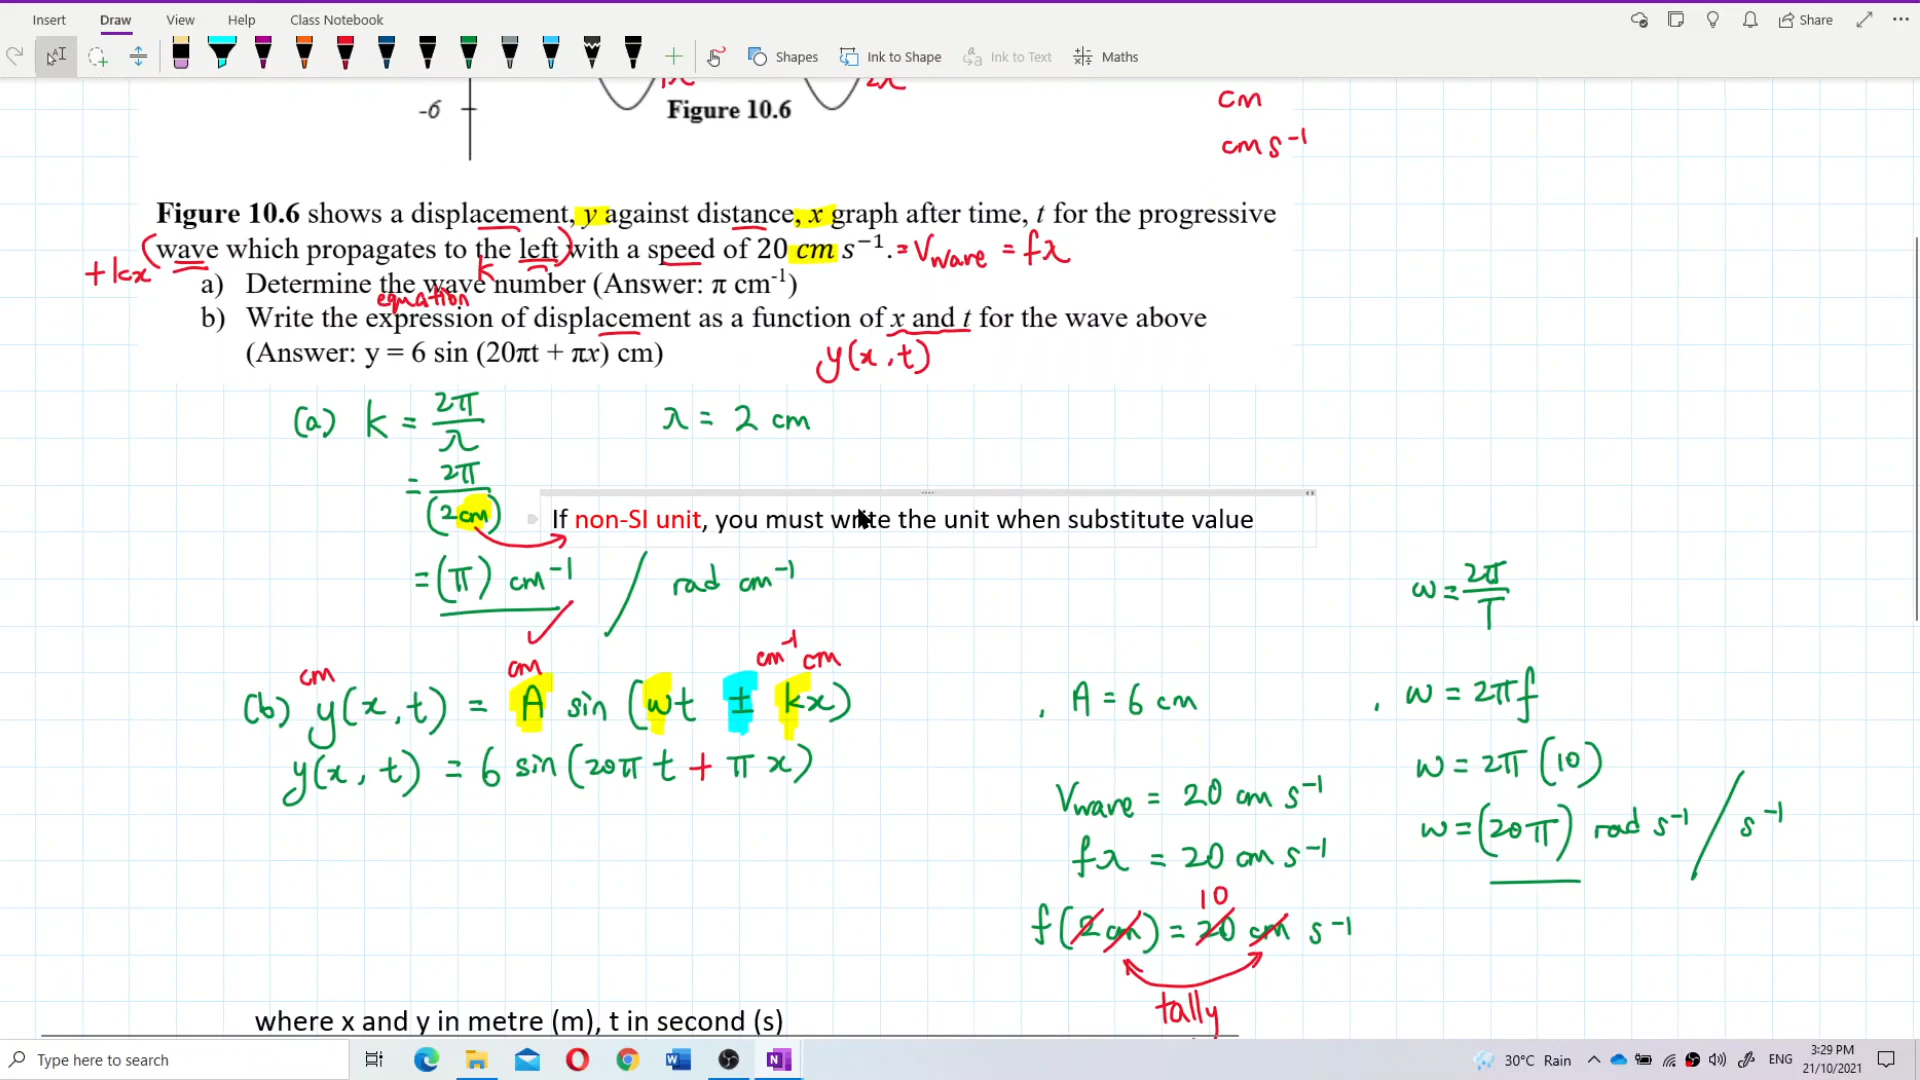 Insert Draw View Help Class Notebook Share
Shapes Ink to Shape Ink to Text Maths
1λ 2λ
-6 Figure 10.6
cm
cm s⁻¹
Figure 10.6 shows a displacement, y against distance, x graph after time, t for the progressive
wave which propagates to the left with a speed of 20 cm s⁻¹. = Vwave = fλ
+kx
k
a) Determine the wave number (Answer: π cm⁻¹)
equation
b) Write the expression of displacement as a function of x and t for the wave above
(Answer: y = 6 sin (20πt + πx) cm) y(x,t)
(a) k = 2π/λ λ = 2 cm
= 2π/(2cm)
If non-SI unit, you must write the unit when substitute value
= (π) cm⁻¹ / rad cm⁻¹
ω = 2π/T
cm cm cm⁻¹ cm
(b) y(x,t) = A sin (ωt ± kx) , A = 6 cm , ω = 2πf
y(x,t) = 6 sin(20π t + π x) ω = 2π (10)
Vwave = 20 cm s⁻¹
ω = (20π) rad s⁻¹ / s⁻¹
fλ = 20 cm s⁻¹
10
f(2cm) = 20 cm s⁻¹
tally
where x and y in metre (m), t in second (s)
Type here to search 30°C Rain ENG 3:29 PM
21/10/2021